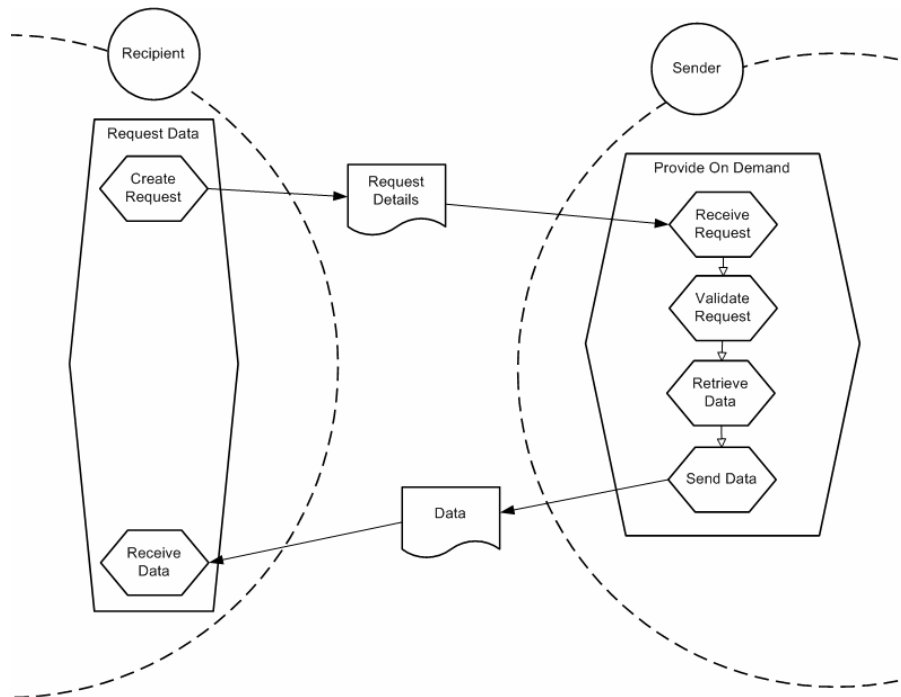 Recipient
Sender
Request Data
Create
Request
Request
Details
Provide On Demand
Receive
Request
Validate
Request
Retrieve
Data
Send Data
Data
Receive
Data